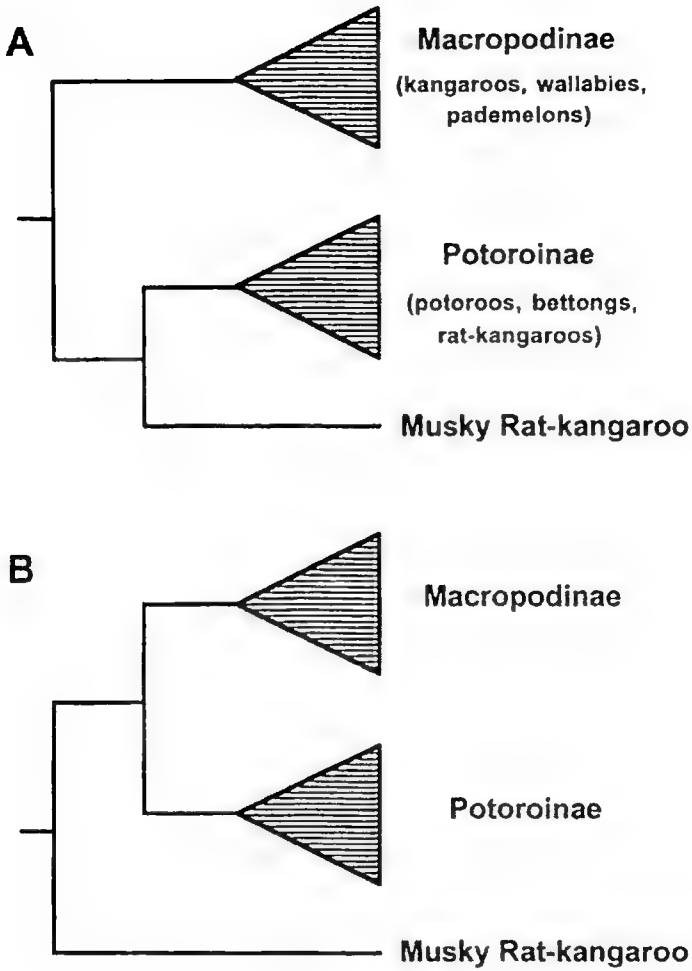 A
Macropodinae
(kangaroos, wallabies,
pademelons)
Potoroinae
(potoroos, bettongs,
rat-kangaroos)
Musky Rat-kangaroo
B
Macropodinae
Potoroinae
Musky Rat-kangaroo